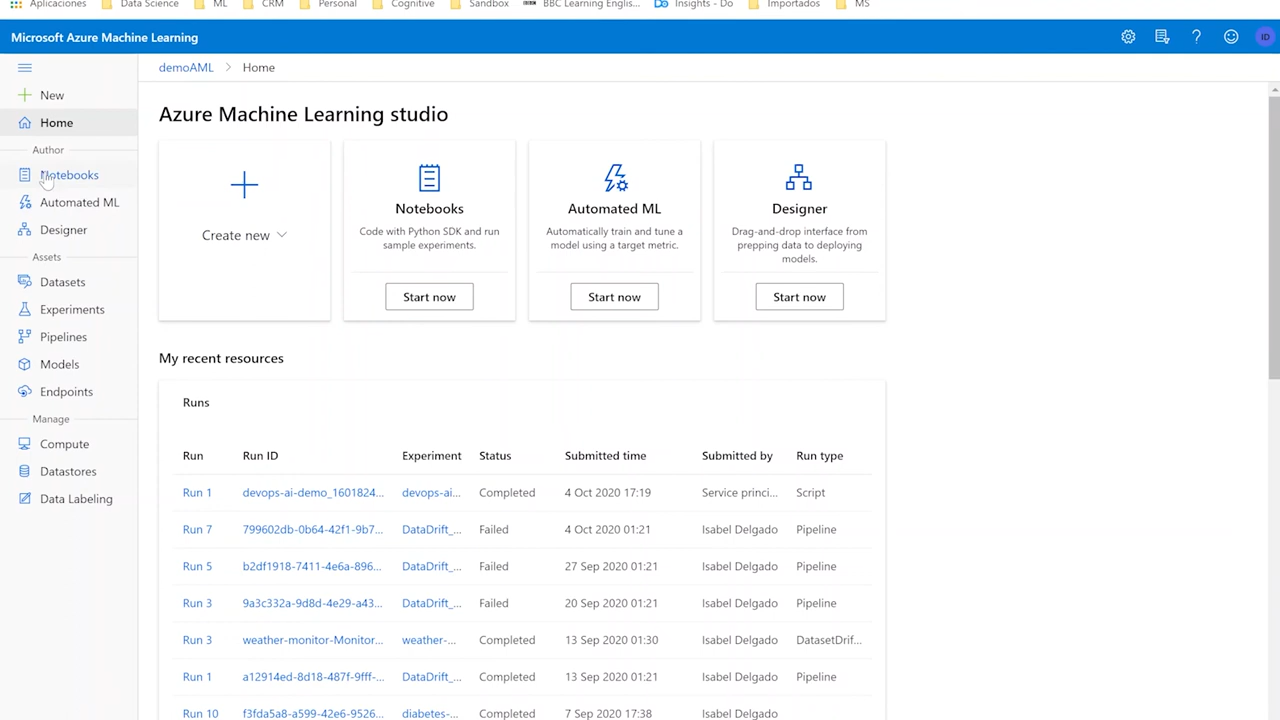 Aplicaciones Data Science ML CRM Personal Cognitive Sandbox BBC Learning Englis... Insights - Do Importados MS
Microsoft Azure Machine Learning ID
demoAML > Home
New
Home
Author
Notebooks
Automated ML
Designer
Assets
Datasets
Experiments
Pipelines
Models
Endpoints
Manage
Compute
Datastores
Data Labeling
Azure Machine Learning studio
Create new
Notebooks
Code with Python SDK and run
sample experiments.
Start now
Automated ML
Automatically train and tune a
model using a target metric.
Start now
Designer
Drag-and-drop interface from
prepping data to deploying
models.
Start now
My recent resources
Runs
Run Run ID Experiment Status Submitted time Submitted by Run type
Run 1 devops-ai-demo_1601824... devops-ai... Completed 4 Oct 2020 17:19 Service princi... Script
Run 7 799602db-0b64-42f1-9b7... DataDrift_... Failed 4 Oct 2020 01:21 Isabel Delgado Pipeline
Run 5 b2df1918-7411-4e6a-896... DataDrift_... Failed 27 Sep 2020 01:21 Isabel Delgado Pipeline
Run 3 9a3c332a-9d8d-4e29-a43... DataDrift_... Failed 20 Sep 2020 01:21 Isabel Delgado Pipeline
Run 3 weather-monitor-Monitor... weather-... Completed 13 Sep 2020 01:30 Isabel Delgado DatasetDrif...
Run 1 a12914ed-8d18-487f-9fff-... DataDrift_... Completed 13 Sep 2020 01:21 Isabel Delgado Pipeline
Run 10 f3fda5a8-a599-42e6-9526... diabetes-... Completed 7 Sep 2020 17:38 Isabel Delgado